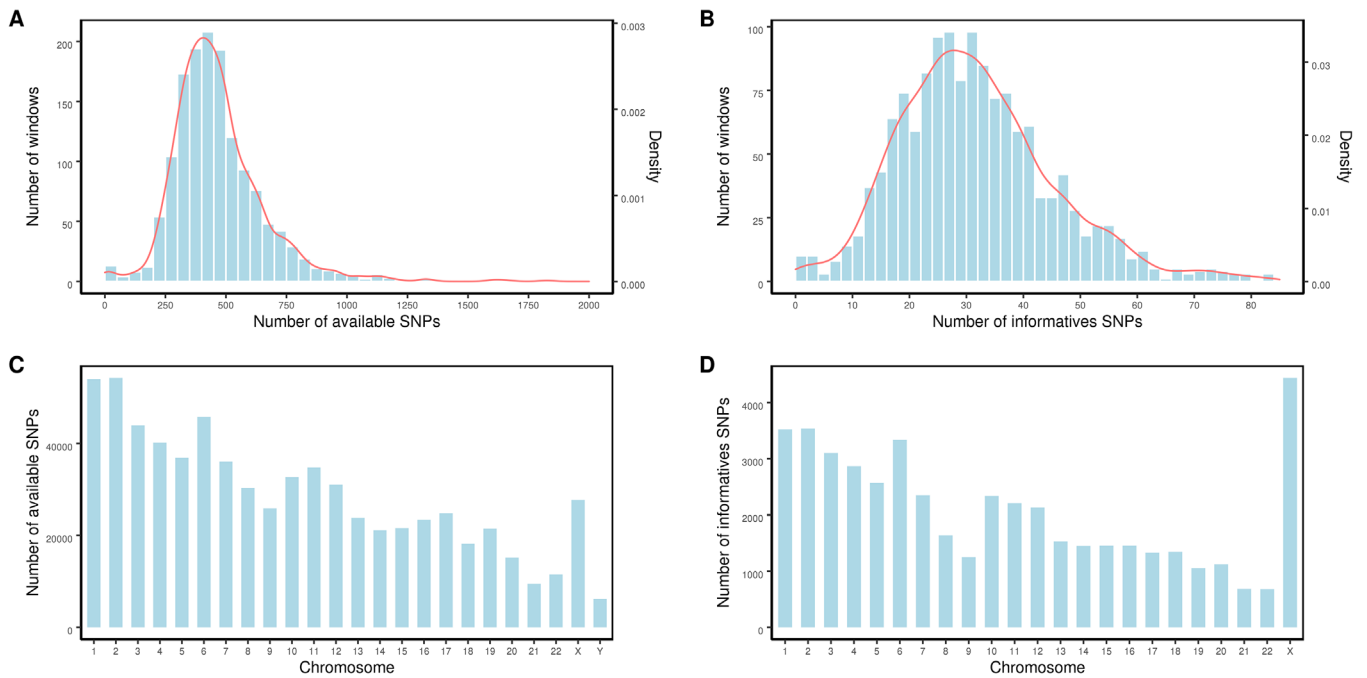 A
Number of windows
200
150
100
50
0
0.003
0.002
0.001
0.000
Density
0 250 500 750 1000 1250 1500 1750 2000
Number of available SNPs
B
Number of windows
100
75
50
25
0
0.03
0.02
0.01
0.00
Density
0 10 20 30 40 50 60 70 80
Number of informatives SNPs
C
Number of available SNPs
40000
20000
0
1 2 3 4 5 6 7 8 9 10 11 12 13 14 15 16 17 18 19 20 21 22 X Y
Chromosome
D
Number of informatives SNPs
4000
3000
2000
1000
0
1 2 3 4 5 6 7 8 9 10 11 12 13 14 15 16 17 18 19 20 21 22 X
Chromosome